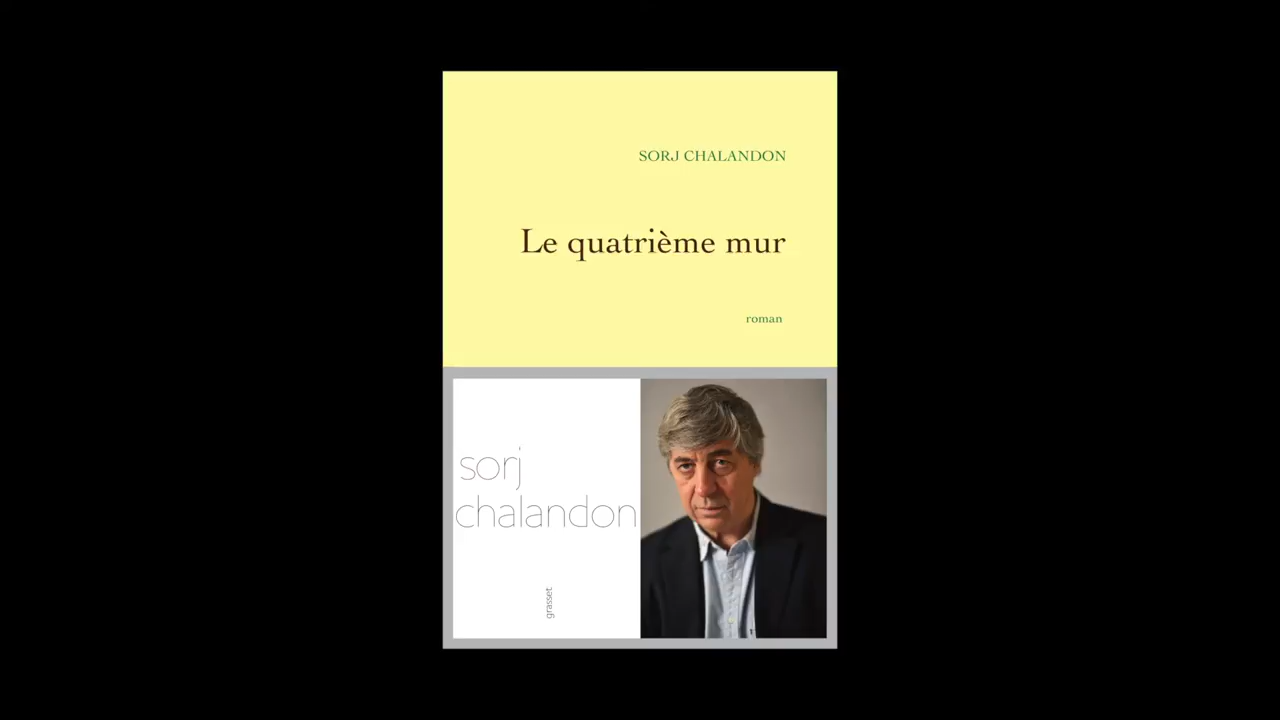 SORJ CHALANDON
Le quatrième mur
roman
sorj
chalandon
grasset